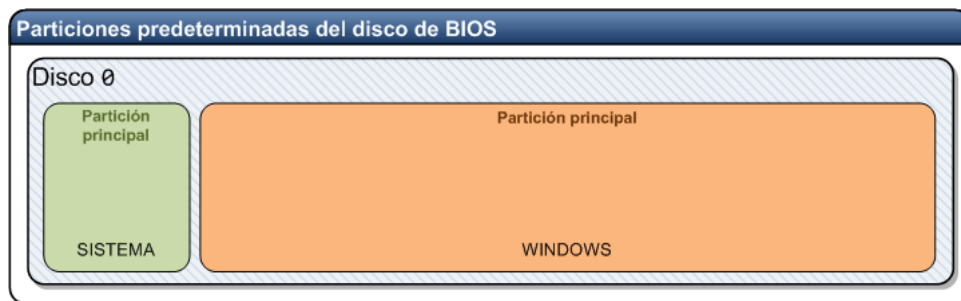 Particiones predeterminadas del disco de BIOS
Disco 0
Partición
principal
Partición principal
SISTEMA
WINDOWS